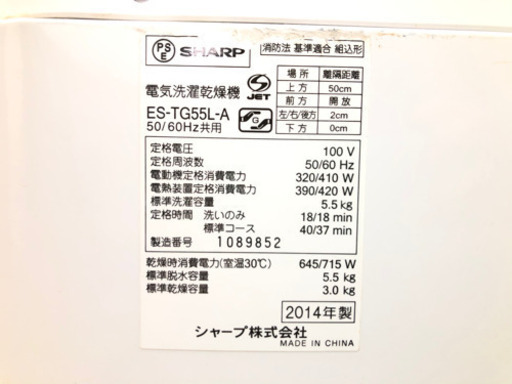 PS
E
SHARP
消防法 基準適合 組込形
電気洗濯乾燥機
S
JET
ES-TG55L-A
50/60Hz共用
G
場所 離隔距離
上方 50cm
前方 開放
左/右/後方 2cm
下方 0cm
定格電圧 100 V
定格周波数 50/60 Hz
電動機定格消費電力 320/410 W
電熱装置定格消費電力 390/420 W
標準洗濯容量 5.5 kg
定格時間 洗いのみ 18/18 min
標準コース 40/37 min
製造番号 1089852
乾燥時消費電力(室温30℃) 645/715 W
標準脱水容量 5.5 kg
標準乾燥容量 3.0 kg
2014年製
シャープ株式会社
MADE IN CHINA